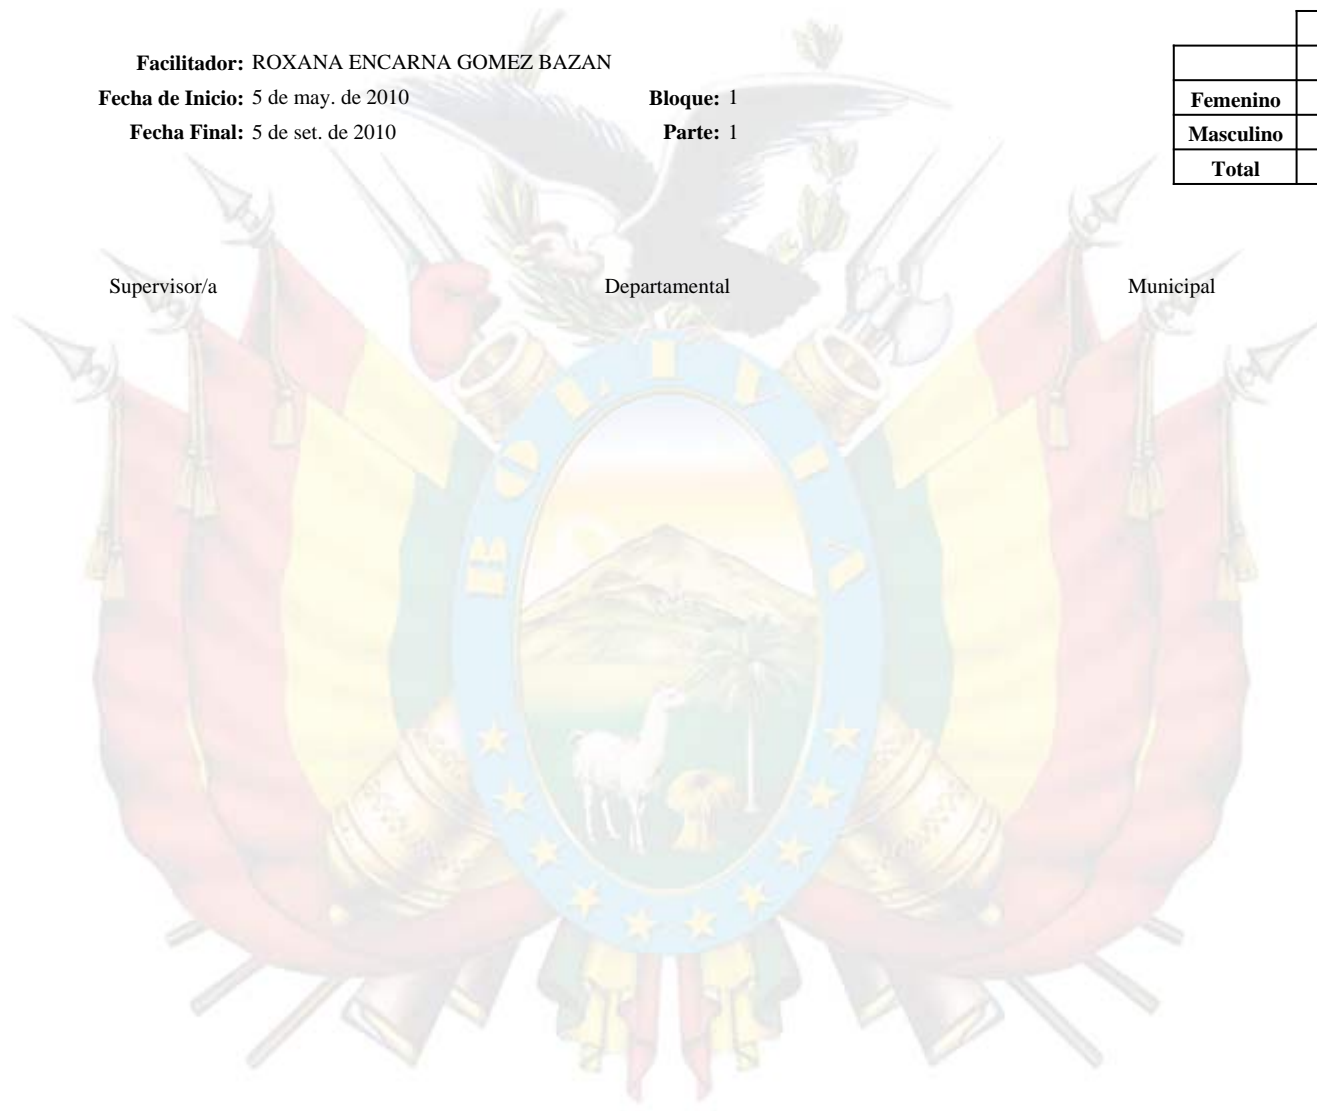 Facilitador: ROXANA ENCARNA GOMEZ BAZAN
Fecha de Inicio: 5 de may. de 2010 Bloque: 1
Fecha Final: 5 de set. de 2010 Parte: 1
Femenino
Masculino
Total
Supervisor/a Departamental Municipal
BOLIVIA